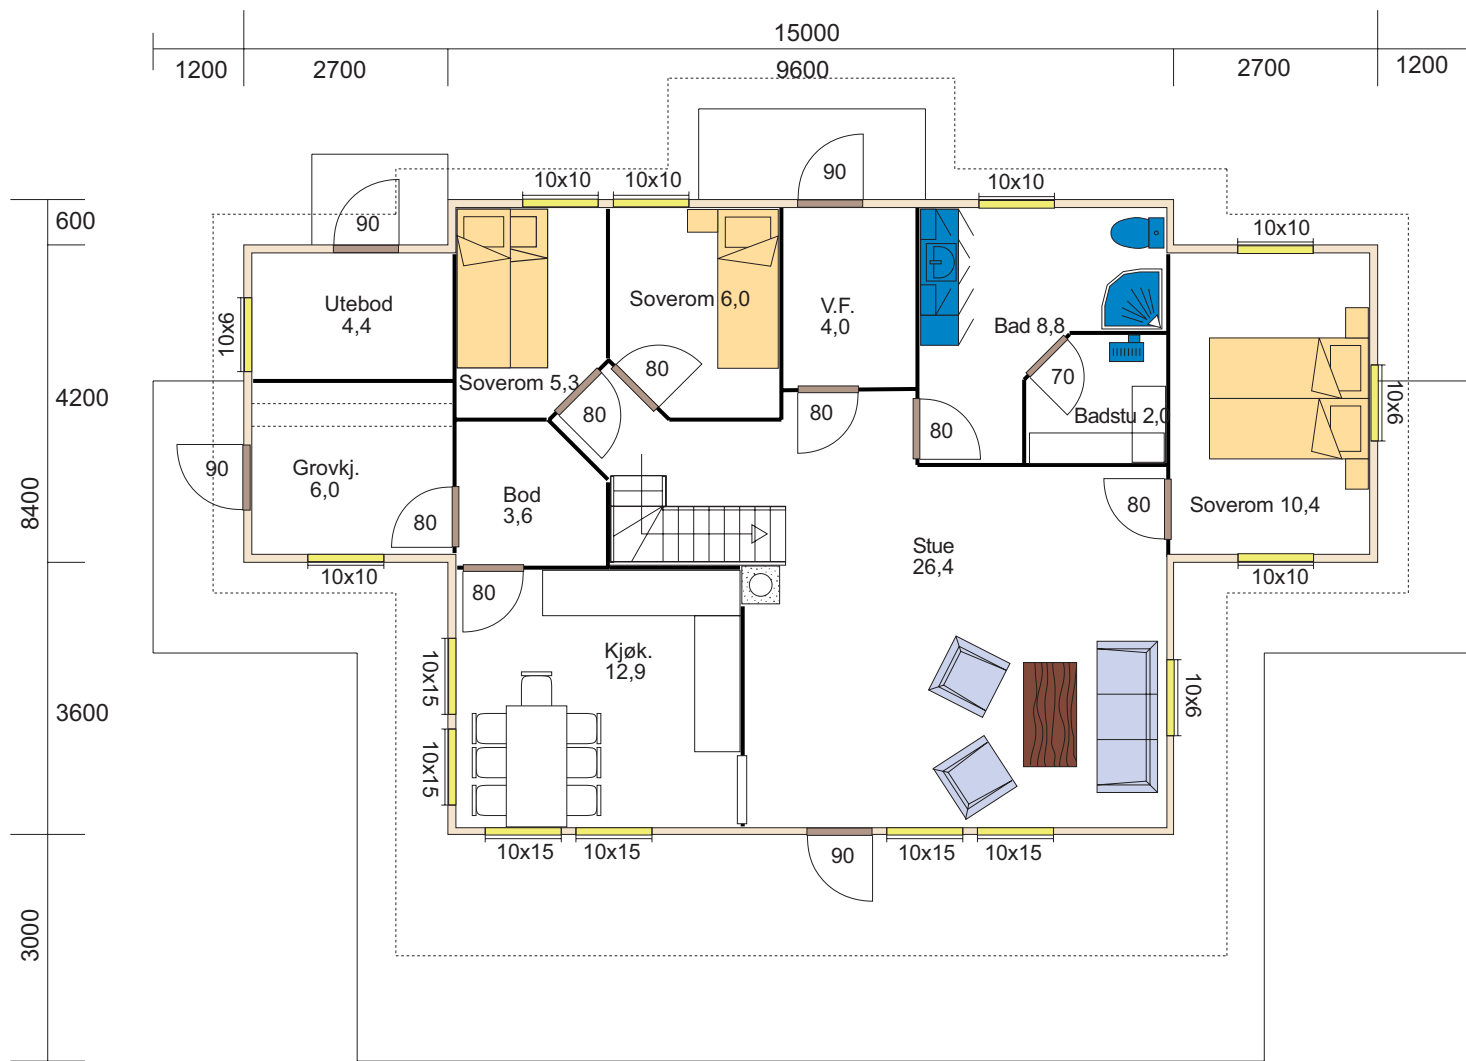 15000
1200
2700
9600
2700
1200
600
4200
8400
3600
3000
90
10x10
10x10
90
10x10
10x10
Utebod
4,4
10x6
Soverom 6,0
V.F.
4,0
Bad 8,8
Soverom 5,3
80
80
80
80
70
Badstu 2,0
10x6
90
Grovkj.
6,0
80
Bod
3,6
80
Soverom 10,4
Stue
26,4
10x10
10x10
80
Kjøk.
12,9
10x15
10x15
10x6
10x15
10x15
90
10x15
10x15